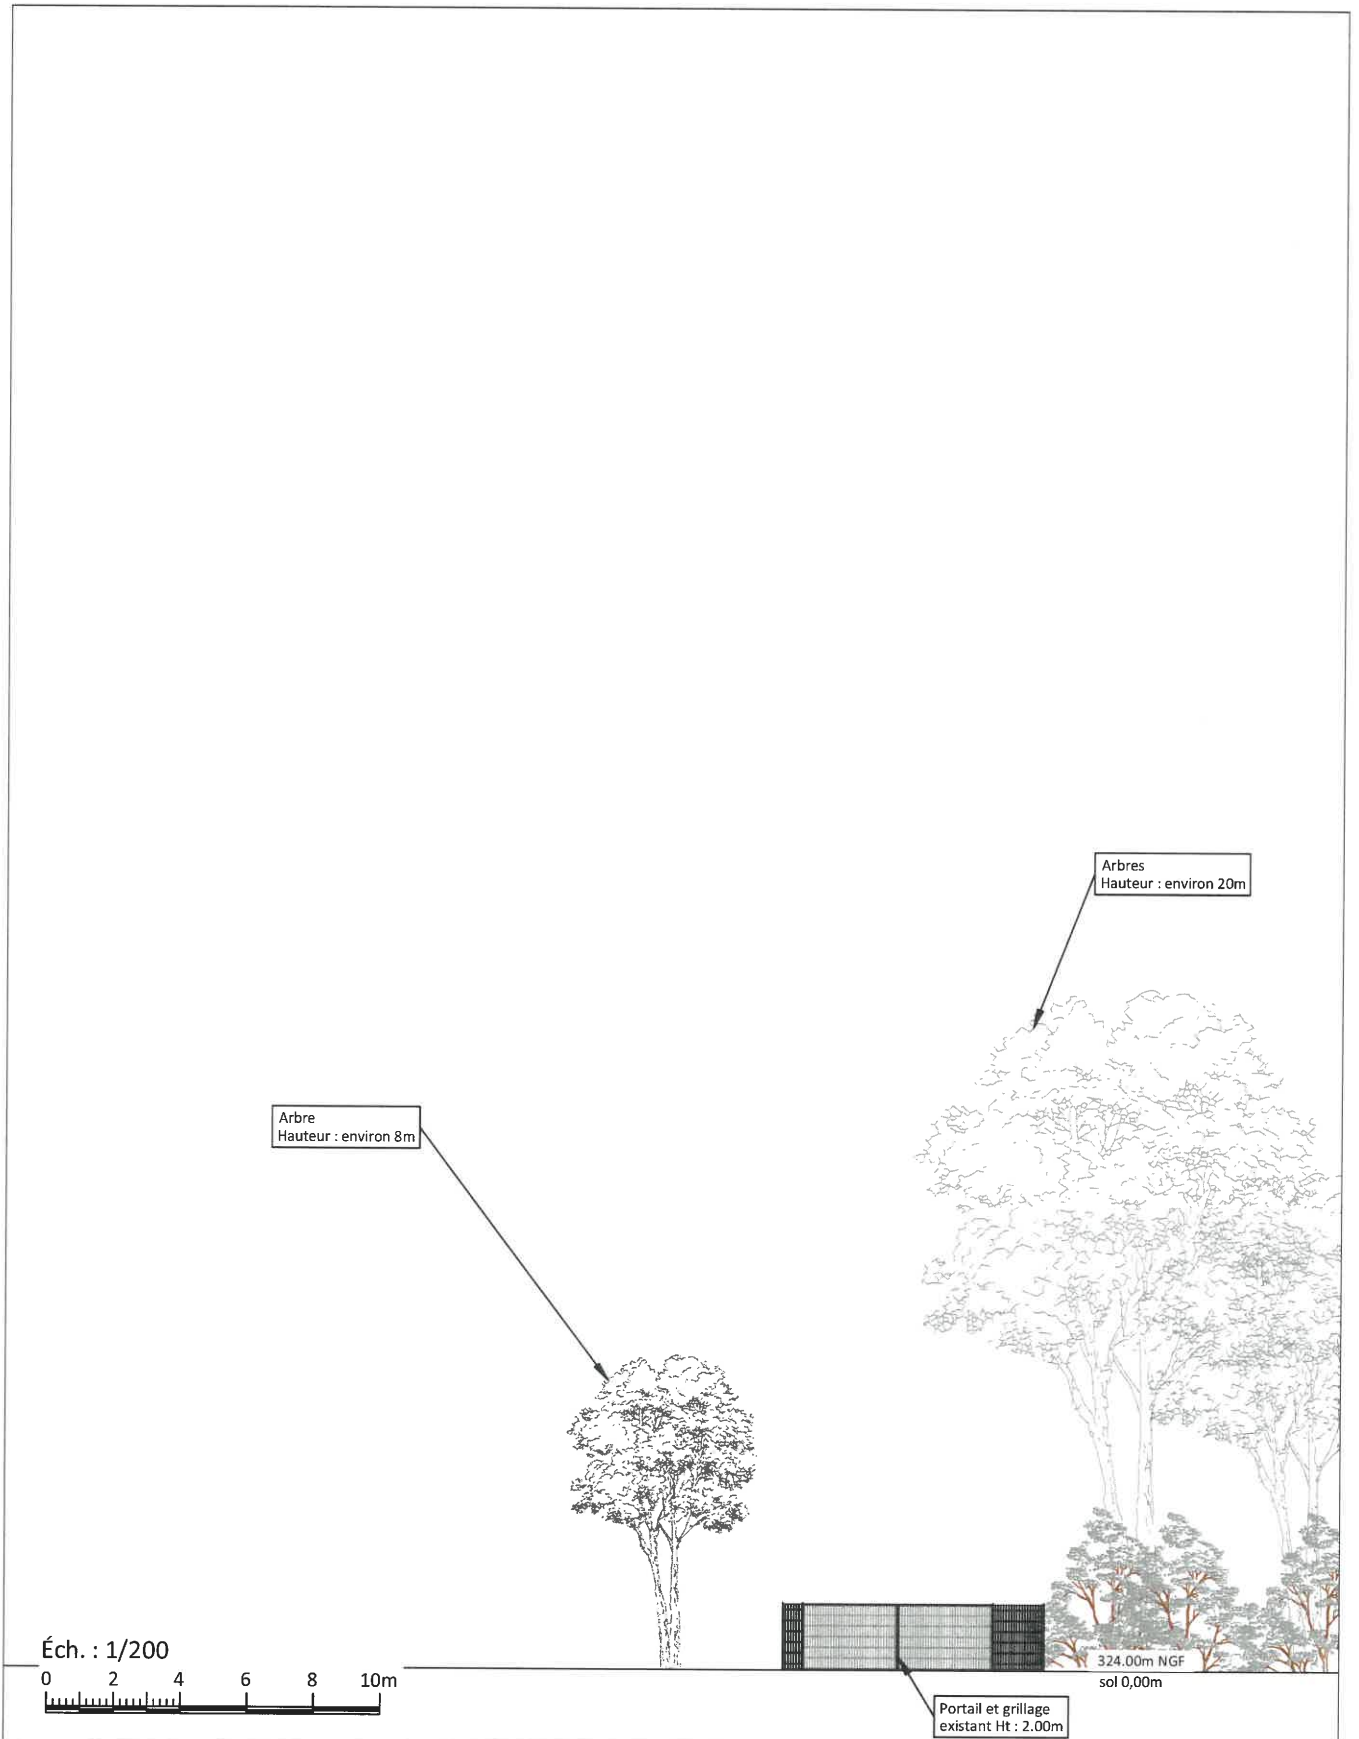 Arbres
Hauteur : environ 20m
Arbre
Hauteur : environ 8m
Éch. : 1/200
0 2 4 6 8 10m
324.00m NGF
sol 0,00m
Portail et grillage
existant Ht : 2.00m